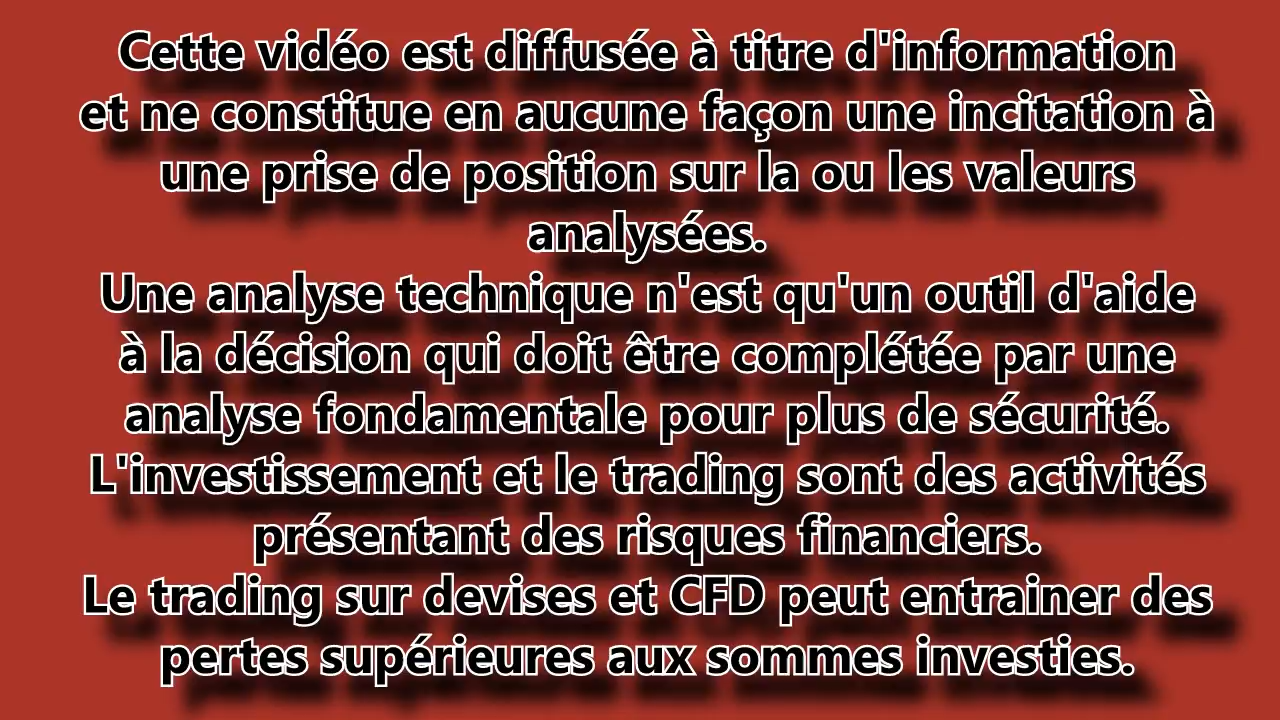 Cette vidéo est diffusée à titre d'information
et ne constitue en aucune façon une incitation à
une prise de position sur la ou les valeurs
analysées.
Une analyse technique n'est qu'un outil d'aide
à la décision qui doit être complétée par une
analyse fondamentale pour plus de sécurité.
L'investissement et le trading sont des activités
présentant des risques financiers.
Le trading sur devises et CFD peut entrainer des
pertes supérieures aux sommes investies.